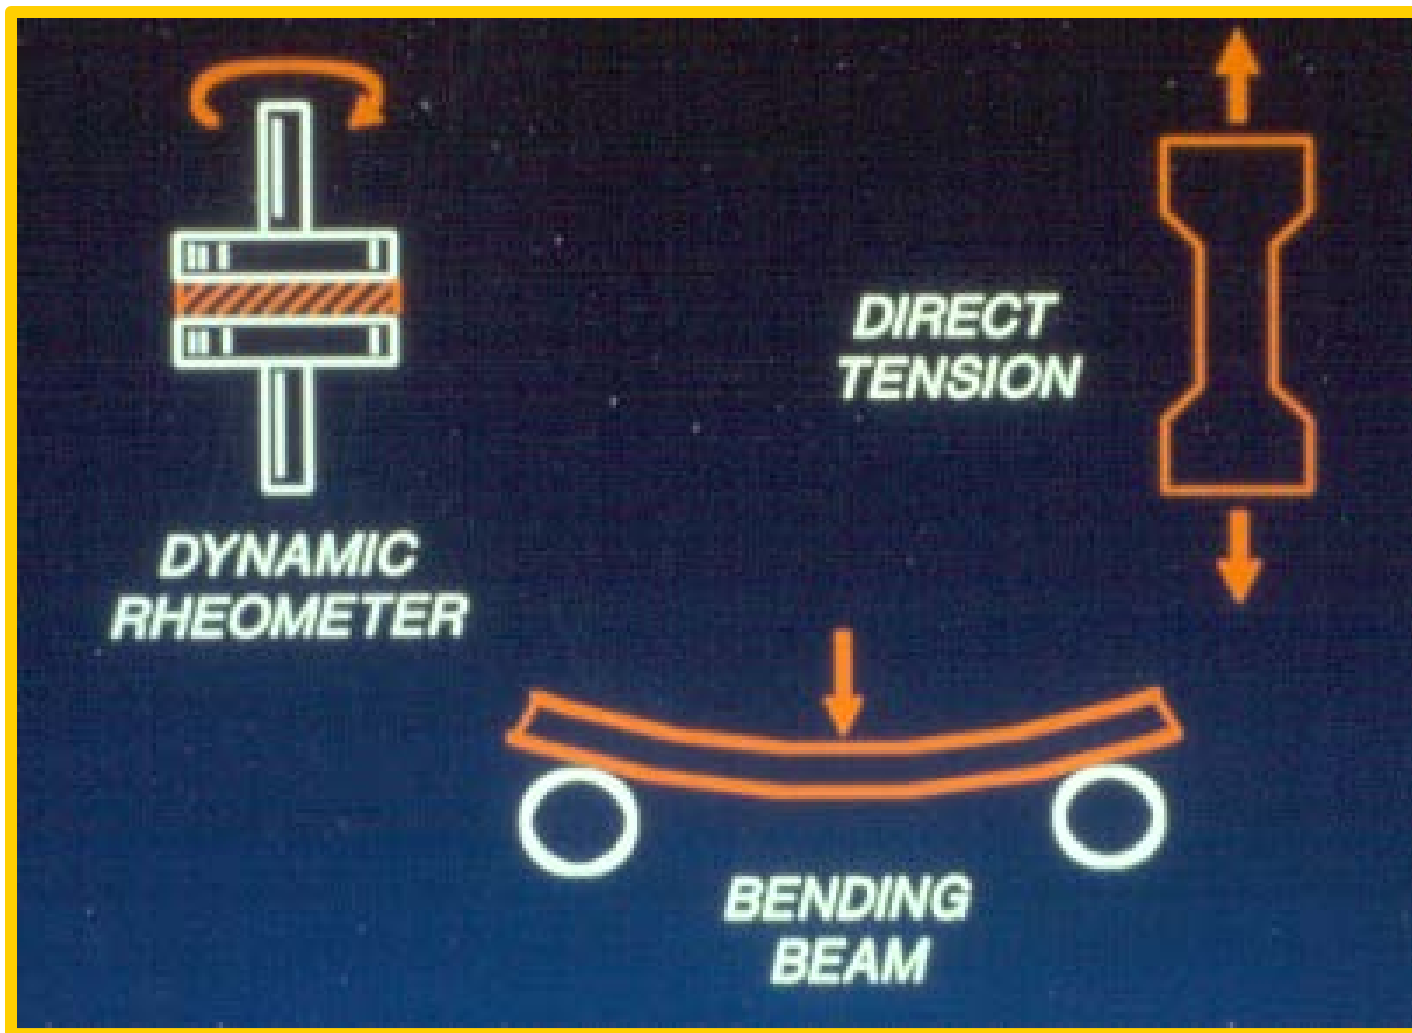 DYNAMIC
RHEOMETER
DIRECT
TENSION
BENDING
BEAM